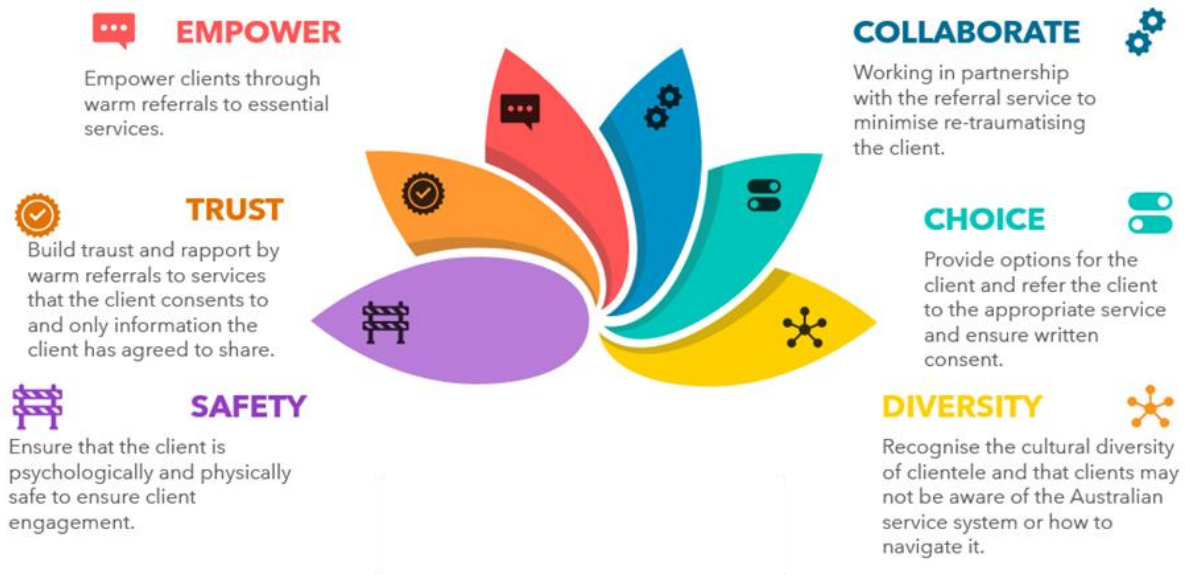 EMPOWER
Empower clients through
warm referrals to essential
services.
TRUST
Build traust and rapport by
warm referrals to services
that the client consents to
and only information the
client has agreed to share.
SAFETY
Ensure that the client is
psychologically and physically
safe to ensure client
engagement.
COLLABORATE
Working in partnership
with the referral service to
minimise re-traumatising
the client.
CHOICE
Provide options for the
client and refer the client
to the appropriate service
and ensure written
consent.
DIVERSITY
Recognise the cultural diversity
of clientele and that clients may
not be aware of the Australian
service system or how to
navigate it.